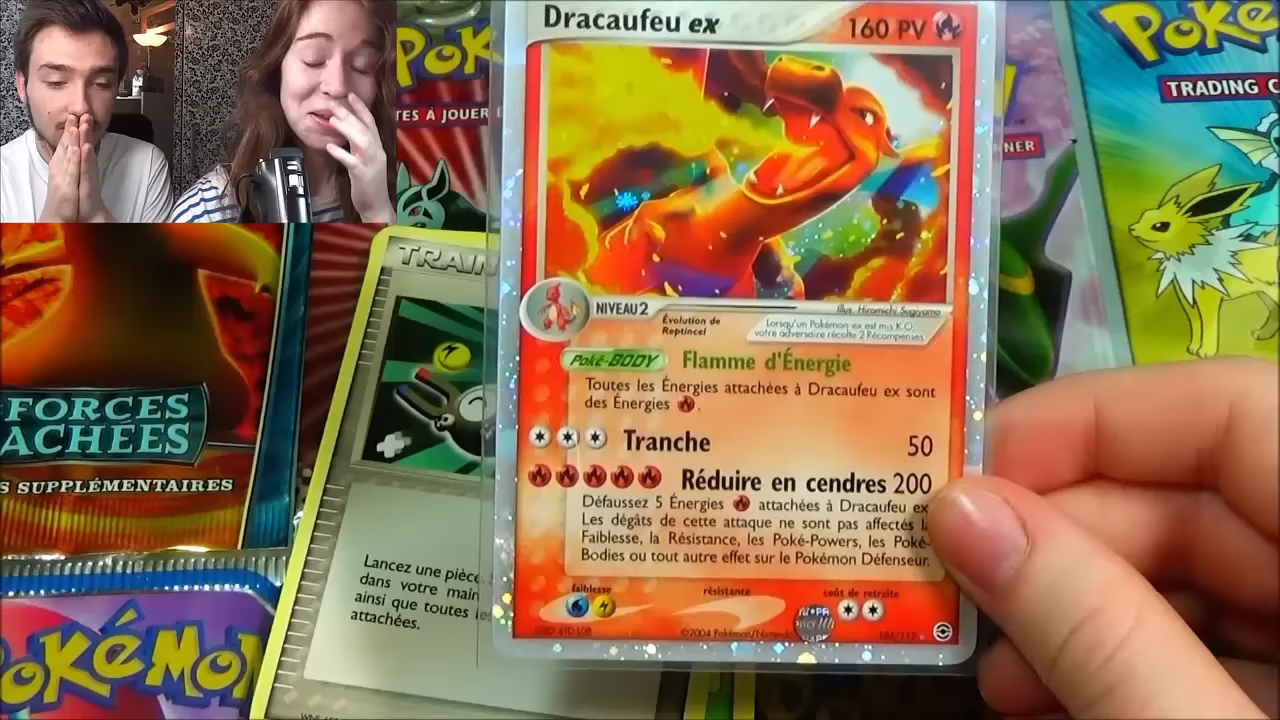 Dracaufeu ex 160 PV
POK
TES À JOUER
NER
Poké
TRADING C
NIVEAU 2
Évolution de
Reptincel
Illus. Hiromichi Sugiyama
Lorsqu'un Pokémon ex est mis K.O.
votre adversaire récolte 2 Récompenses.
Poké-BODY Flamme d'Énergie
Toutes les Énergies attachées à Dracaufeu ex sont
des Énergies .
Tranche 50
Réduire en cendres 200
Défaussez 5 Énergies attachées à Dracaufeu ex
Les dégâts de cette attaque ne sont pas affectés la
Faiblesse, la Résistance, les Poké-Powers, les Poké-
Bodies ou tout autre effet sur le Pokémon Défenseur.
faiblesse résistance coût de retraite
©2004 Pokémon/Nintendo
TRAIN
Lancez une pièc
dans votre main
ainsi que toutes les
attachées.
FORCES
ACHÉES
S SUPPLÉMENTAIRES
POKÉMON